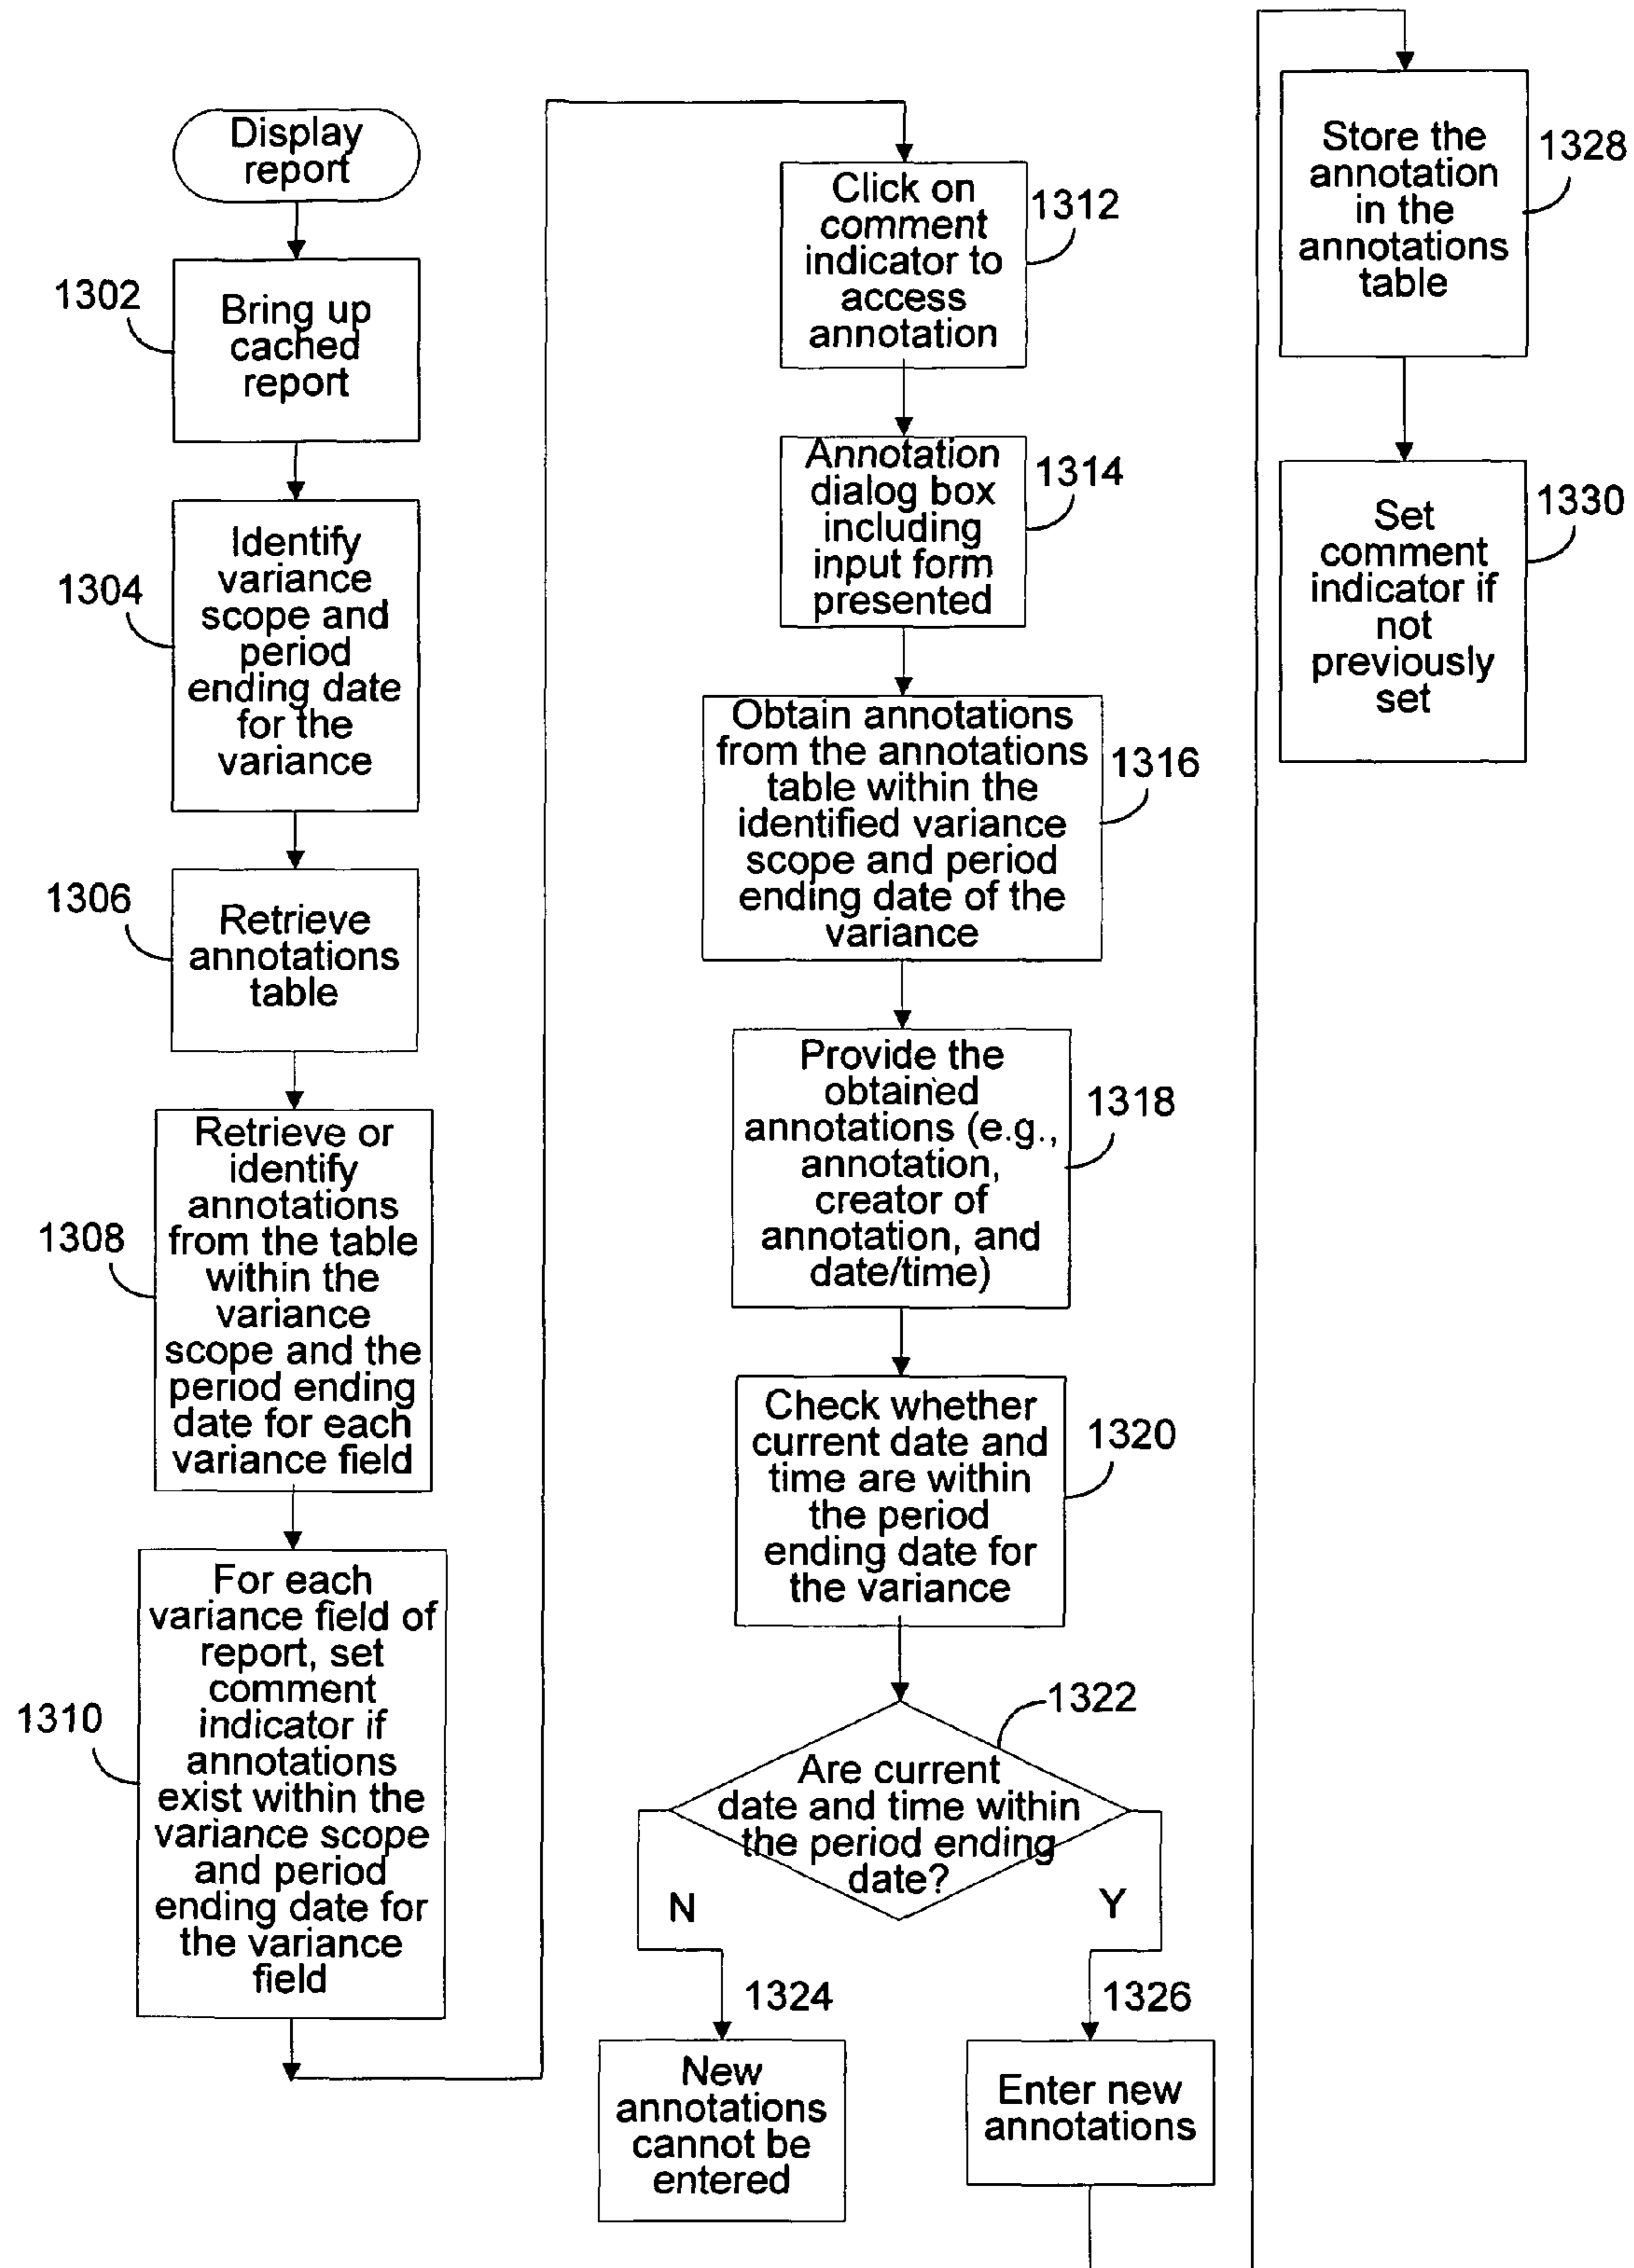 Display
report
1302
Bring up
cached
report
1304
Identify
variance
scope and
period
ending date
for the
variance
1306
Retrieve
annotations
table
1308
Retrieve or
identify
annotations
from the table
within the
variance
scope and the
period ending
date for each
variance field
1310
For each
variance field of
report, set
comment
indicator if
annotations
exist within the
variance scope
and period
ending date for
the variance
field
Click on
comment
indicator to
access
annotation
1312
Annotation
dialog box
including
input form
presented
1314
Obtain annotations
from the annotations
table within the
identified variance
scope and period
ending date of the
variance
1316
Provide the
obtained
annotations (e.g.,
annotation,
creator of
annotation, and
date/time)
1318
Check whether
current date and
time are within
the period
ending date for
the variance
1320
1322
Are current
date and time within
the period ending
date?
N
Y
1324
New
annotations
cannot be
entered
1326
Enter new
annotations
Store the
annotation
in the
annotations
table
1328
Set
comment
indicator if
not
previously
set
1330